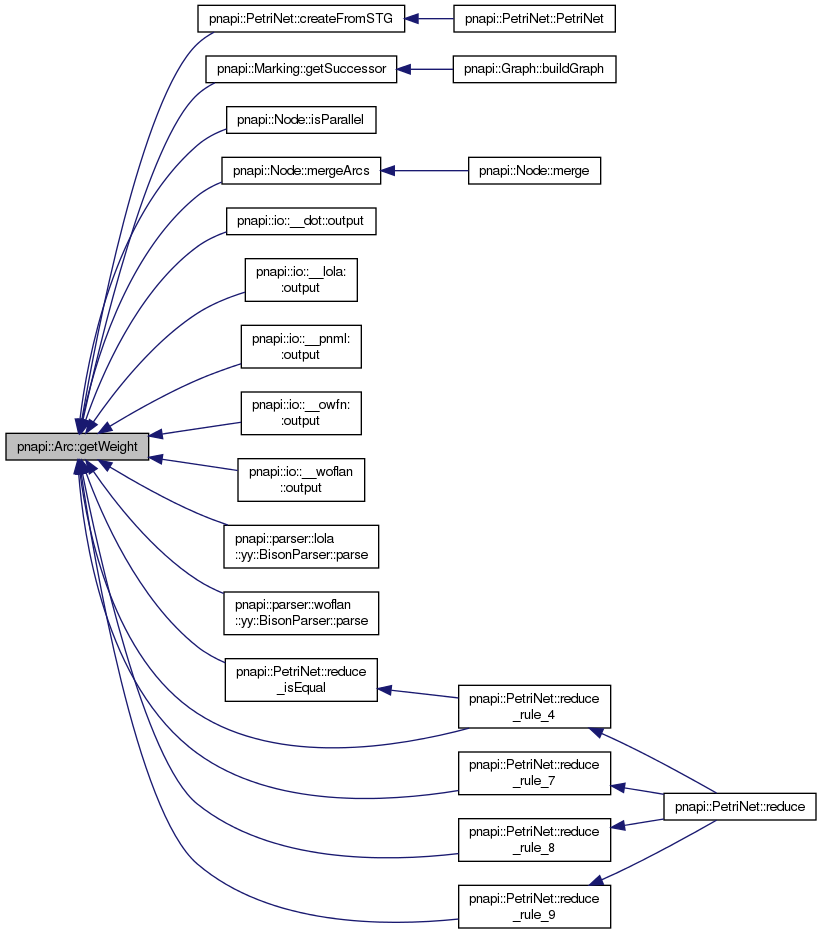 pnapi::PetriNet::createFromSTG
pnapi::PetriNet::PetriNet
pnapi::Marking::getSuccessor
pnapi::Graph::buildGraph
pnapi::Node::isParallel
pnapi::Node::mergeArcs
pnapi::Node::merge
pnapi::io::__dot::output
pnapi::io::__lola:
:output
pnapi::io::__pnml:
:output
pnapi::io::__owfn:
:output
pnapi::Arc::getWeight
pnapi::io::__woflan
::output
pnapi::parser::lola
::yy::BisonParser::parse
pnapi::parser::woflan
::yy::BisonParser::parse
pnapi::PetriNet::reduce
_isEqual
pnapi::PetriNet::reduce
_rule_4
pnapi::PetriNet::reduce
_rule_7
pnapi::PetriNet::reduce
pnapi::PetriNet::reduce
_rule_8
pnapi::PetriNet::reduce
_rule_9